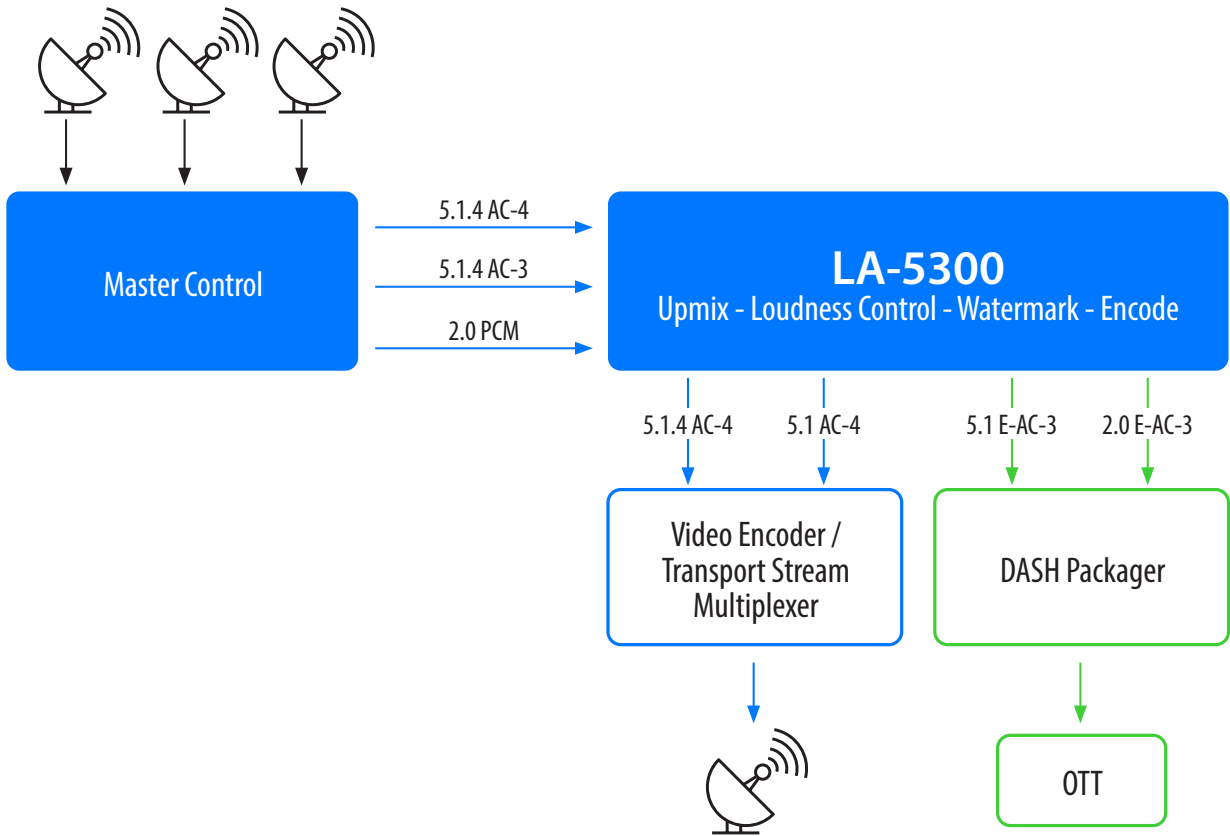 Master Control
5.1.4 AC-4
5.1.4 AC-3
2.0 PCM
LA-5300
Upmix - Loudness Control - Watermark - Encode
5.1.4 AC-4
5.1 AC-4
5.1 E-AC-3
2.0 E-AC-3
Video Encoder /
Transport Stream
Multiplexer
DASH Packager
OTT